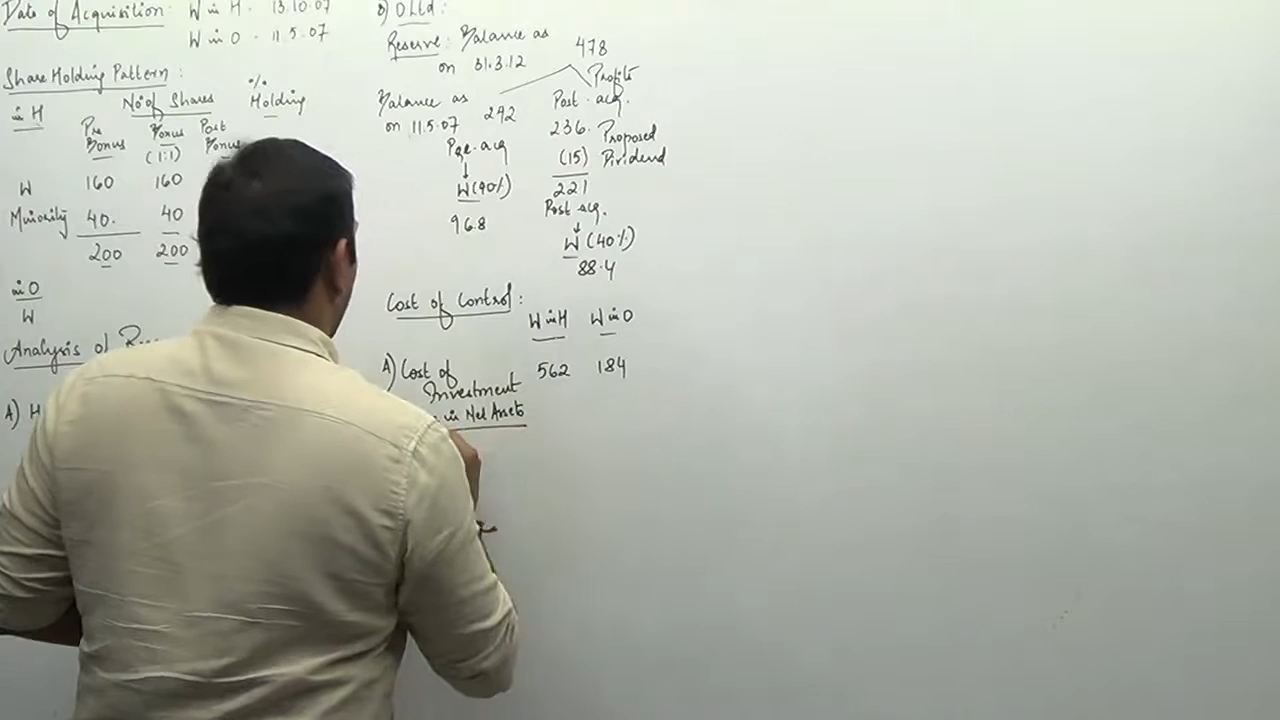 Date of Acquisition: W in H - 13.10.07
W in O - 11.5.07
Share Holding Pattern:
in H
No of Shares
% Holding
Pre Bonus
Bonus (1:1)
Post Bonus
W 160 160
Minority 40. 40
200 200
in O
W
Analysis of
A) H
B) O Ltd:
Reserve: Balance as
on 31.3.12
478
Balance as
on 11.5.07
242
Pre-acq
W (40%)
96.8
Profits
Post-acq.
236. Proposed
(15) Dividend
221
Post acq.
W (40%)
88.4
Cost of Control:
W in H W in O
A) Cost of
Investment
562 184
in Net Assets